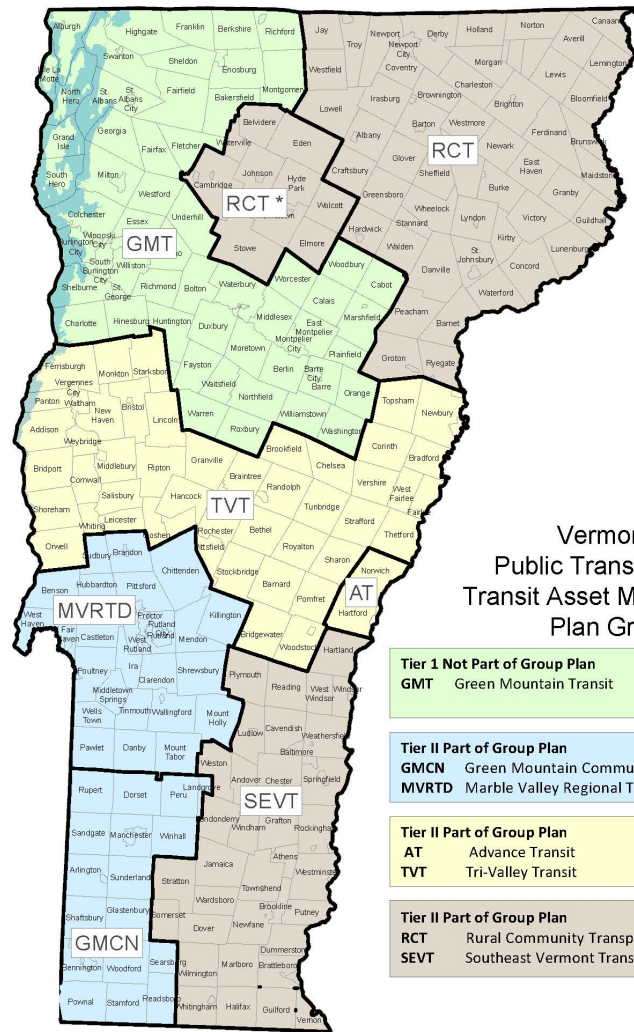 Alburgh
Highgate
Franklin
Berkshire
Richford
Jay
Troy
Newport
Newport City
Derby
Holland
Norton
Canaan
Averill
Lemington
Isle La Motte
Swanton
Sheldon
Enosburg
Montgomery
Westfield
Coventry
Morgan
Charleston
Lewis
North Hero
St. Albans
St. Albans City
Fairfield
Bakersfield
Lowell
Irasburg
Brownington
Brighton
Bloomfield
Grand Isle
Georgia
Fairfax
Fletcher
Belvidere
Waterville
Eden
Albany
Barton
Westmore
Ferdinand
Brunswick
South Hero
Milton
Cambridge
Johnson
Hyde Park
Craftsbury
Glover
Sheffield
Newark
East Haven
Maidstone
RCT
Westford
RCT *
Wolcott
Greensboro
Wheelock
Burke
Granby
Colchester
Essex
Underhill
Stowe
Elmore
Hardwick
Stannard
Lyndon
Victory
Guildhall
Winooski City
Burlington City
GMT
Walden
Kirby
Lunenburg
South Burlington City
Williston
Woodbury
Danville
St Johnsbury
Concord
Shelburne
St. George
Richmond
Bolton
Waterbury
Worcester
Calais
Cabot
Waterford
Charlotte
Hinesburg
Huntington
Duxbury
Middlesex
East Montpelier
Montpelier City
Marshfield
Peacham
Barnet
Moretown
Plainfield
Groton
Ryegate
Ferrisburgh
Monkton
Starksboro
Fayston
Berlin
Barre City
Barre
Vergennes City
Waltham
Panton
Waitsfield
Northfield
Orange
Topsham
Newbury
New Haven
Bristol
Lincoln
Warren
Roxbury
Williamstown
Washington
Addison
Weybridge
Corinth
Bradford
Bridport
Middlebury
Ripton
Granville
Brookfield
Chelsea
Cornwall
Braintree
Randolph
Vershire
West Fairlee
Fairlee
Shoreham
Salisbury
Hancock
TVT
Tunbridge
Strafford
Whiting
Leicester
Rochester
Bethel
Thetford
Orwell
Goshen
Pittsfield
Royalton
Sharon
Sudbury
Brandon
Chittenden
Stockbridge
Barnard
Pomfret
Norwich
AT
Hartford
Benson
Hubbardton
Pittsford
MVRTD
West Haven
Fair Haven
Castleton
Proctor
Rutland City
West Rutland
Rutland
Mendon
Killington
Bridgewater
Woodstock
Hartland
Poultney
Ira
Clarendon
Shrewsbury
Plymouth
Reading
West Windsor
Windsor
Middletown Springs
Wells Town
Tinmouth
Wallingford
Mount Holly
Ludlow
Cavendish
Weathersfield
Baltimore
Pawlet
Danby
Mount Tabor
Weston
Andover
Chester
Springfield
Rupert
Dorset
Peru
Landgrove
SEVT
Londonderry
Windham
Grafton
Rockingham
Sandgate
Manchester
Winhall
Jamaica
Athens
Westminster
Arlington
Sunderland
Stratton
Townshend
Wardsboro
Brookline
Putney
Shaftsbury
Glastenbury
Somerset
Dover
Newfane
GMCN
Dummerston
Bennington
Woodford
Searsburg
Wilmington
Marlboro
Brattleboro
Pownal
Stamford
Readsboro
Whitingham
Halifax
Guilford
Vernon
Vermon
Public Trans
Transit Asset M
Plan Gr
Tier 1 Not Part of Group Plan
GMT Green Mountain Transit
Tier II Part of Group Plan
GMCN Green Mountain Commu
MVRTD Marble Valley Regional T
Tier II Part of Group Plan
AT Advance Transit
TVT Tri-Valley Transit
Tier II Part of Group Plan
RCT Rural Community Transp
SEVT Southeast Vermont Trans